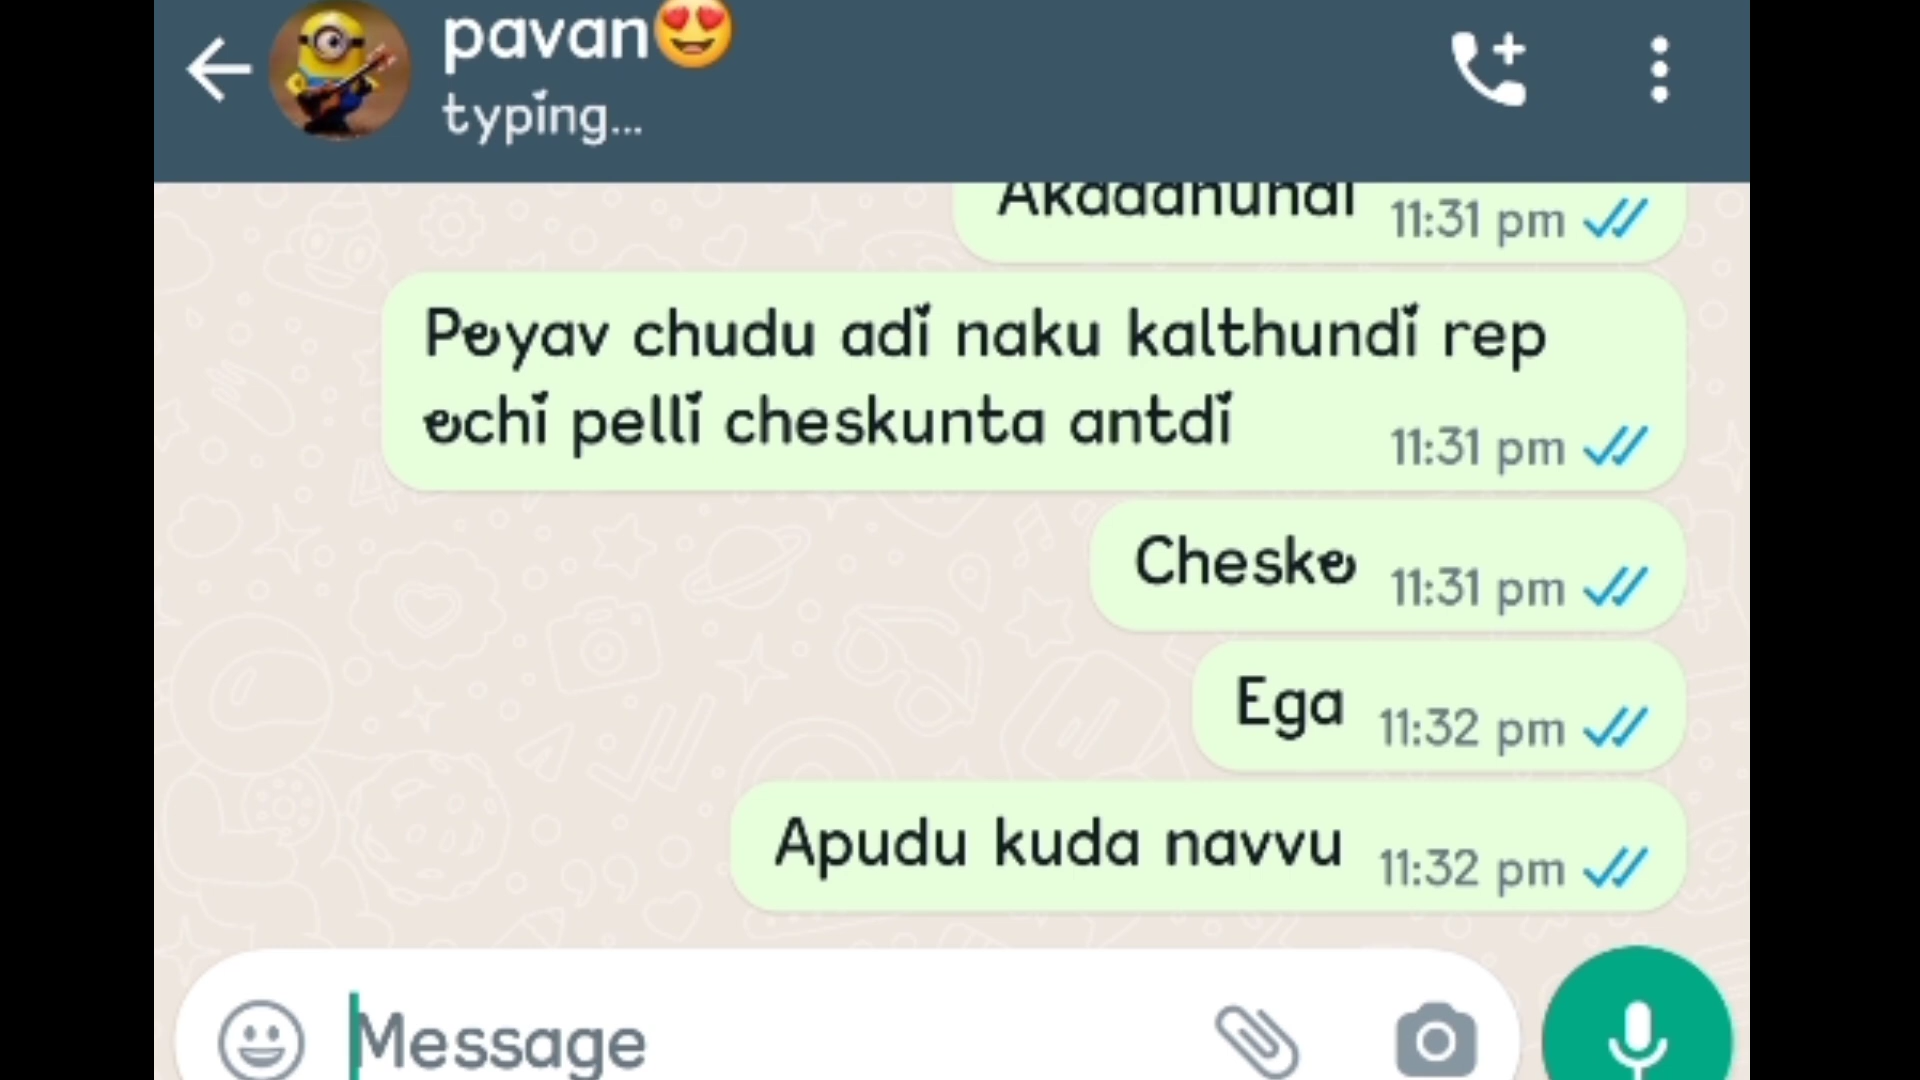 pavan😍
typing...
Akadanundi 11:31 pm
Peyav chudu adi naku kalthundi rep
echi pelli cheskunta antdi 11:31 pm
Cheske 11:31 pm
Ega 11:32 pm
Apudu kuda navvu 11:32 pm
Message